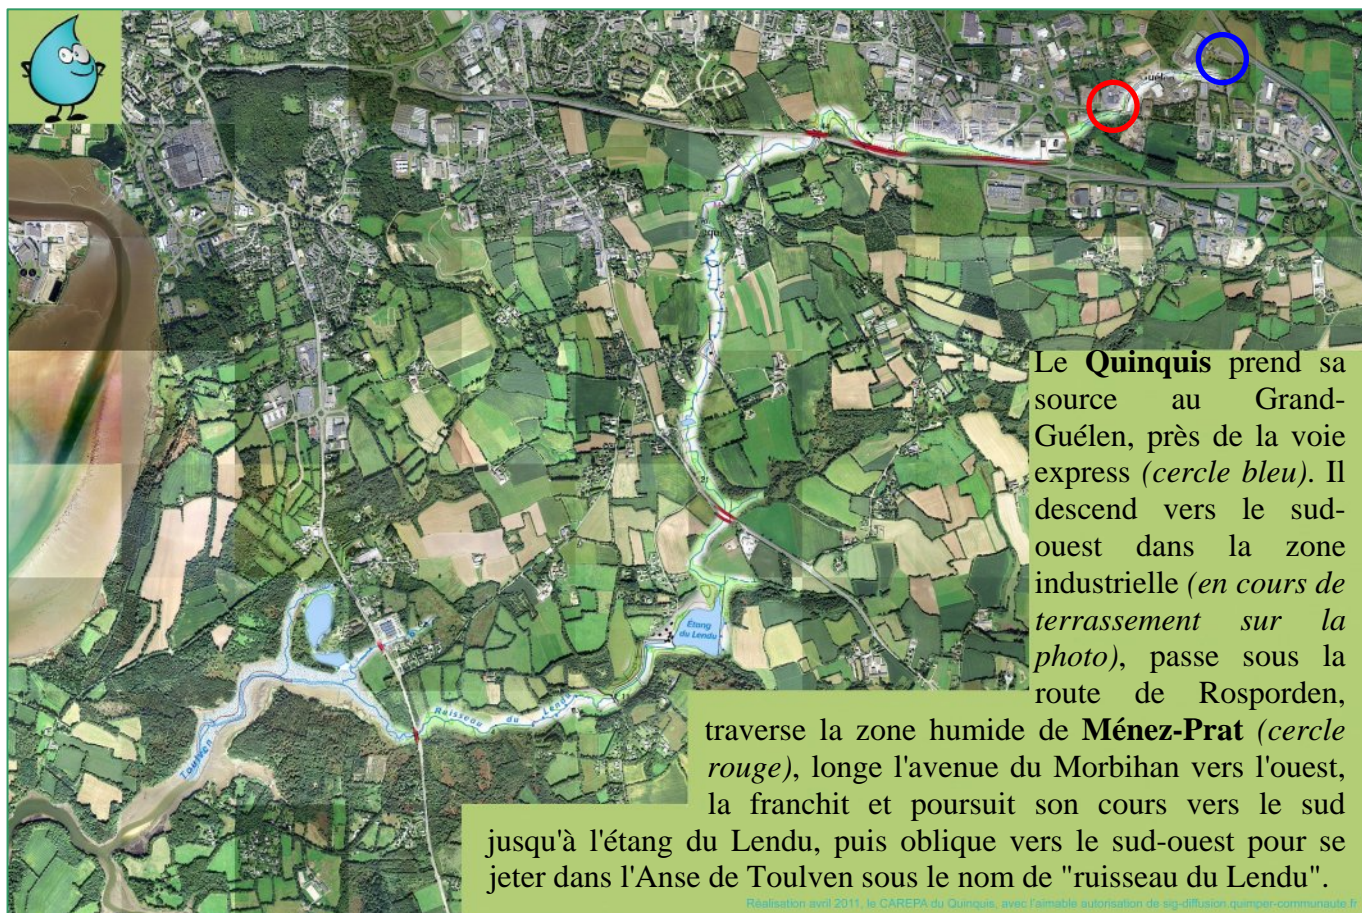 Guélen
Le Quinquis prend sa
source au Grand-
Guélen, près de la voie
express (cercle bleu). Il
descend vers le sud-
ouest dans la zone
industrielle (en cours de
terrassement sur la
photo), passe sous la
route de Rosporden,
traverse la zone humide de Ménez-Prat (cercle
rouge), longe l'avenue du Morbihan vers l'ouest,
la franchit et poursuit son cours vers le sud
jusqu'à l'étang du Lendu, puis oblique vers le sud-ouest pour se
jeter dans l'Anse de Toulven sous le nom de "ruisseau du Lendu".
Étang
du Lendu
Ruisseau du Lendu
Toulven
Réalisation avril 2011, le CAREPA du Quinquis, avec l'aimable autorisation de sig-diffusion.quimper-communaute.fr